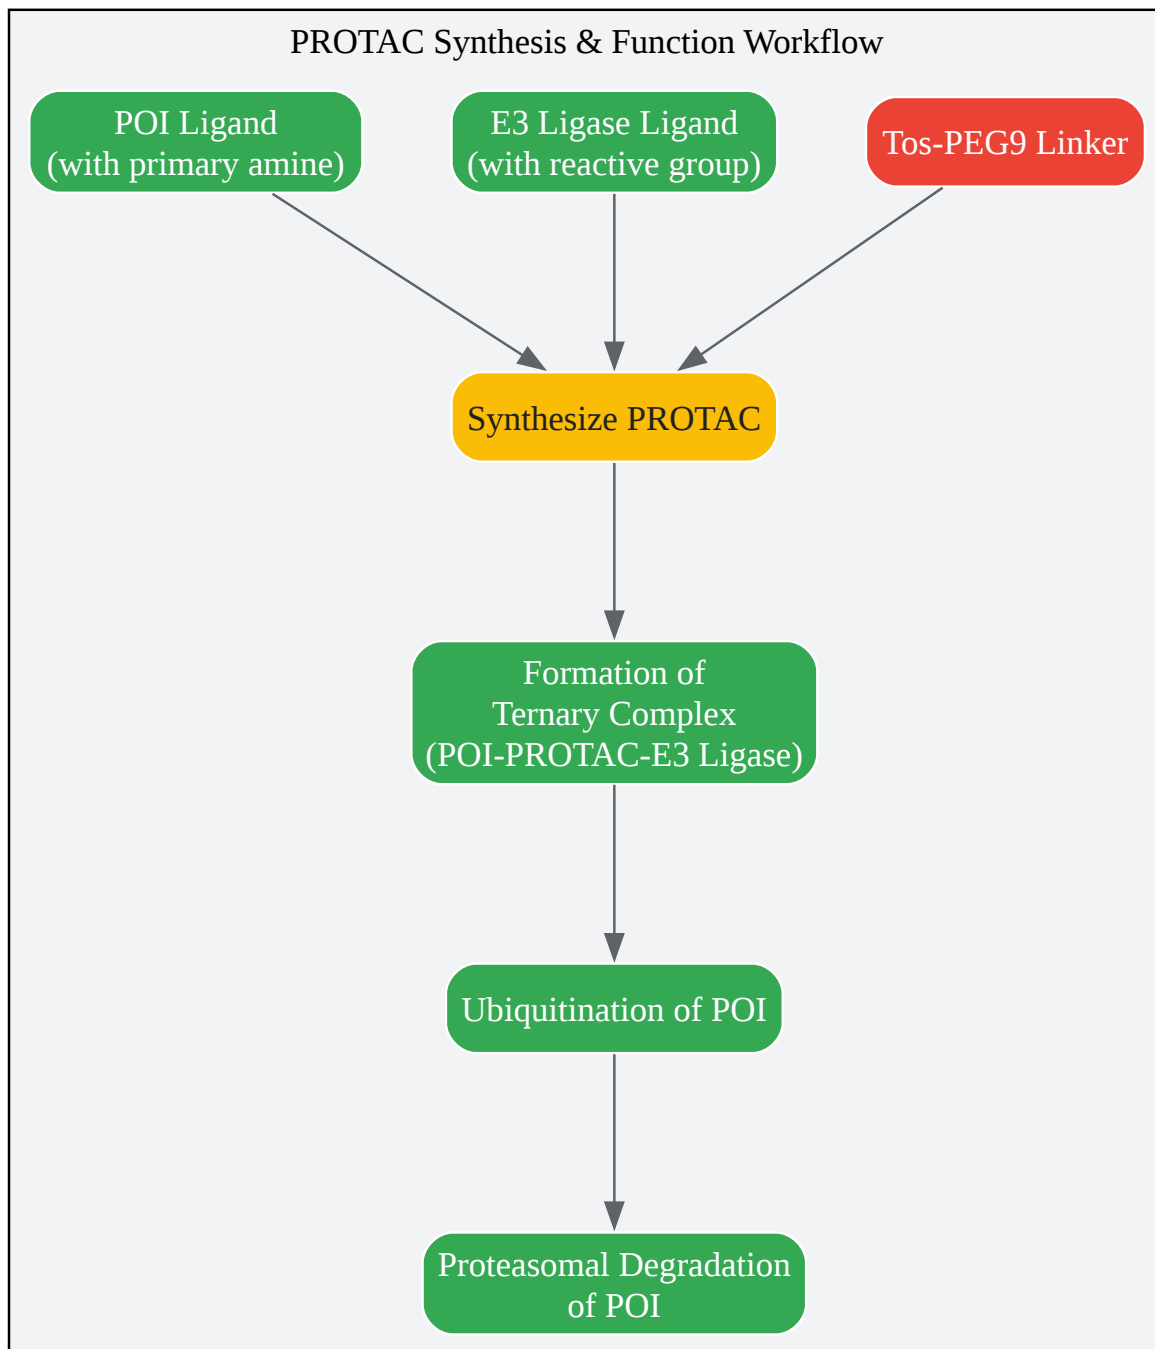 PROTAC Synthesis & Function Workflow
POI Ligand
(with primary amine)
E3 Ligase Ligand
(with reactive group)
Tos-PEG9 Linker
Synthesize PROTAC
Formation of
Ternary Complex
(POI-PROTAC-E3 Ligase)
Ubiquitination of POI
Proteasomal Degradation
of POI